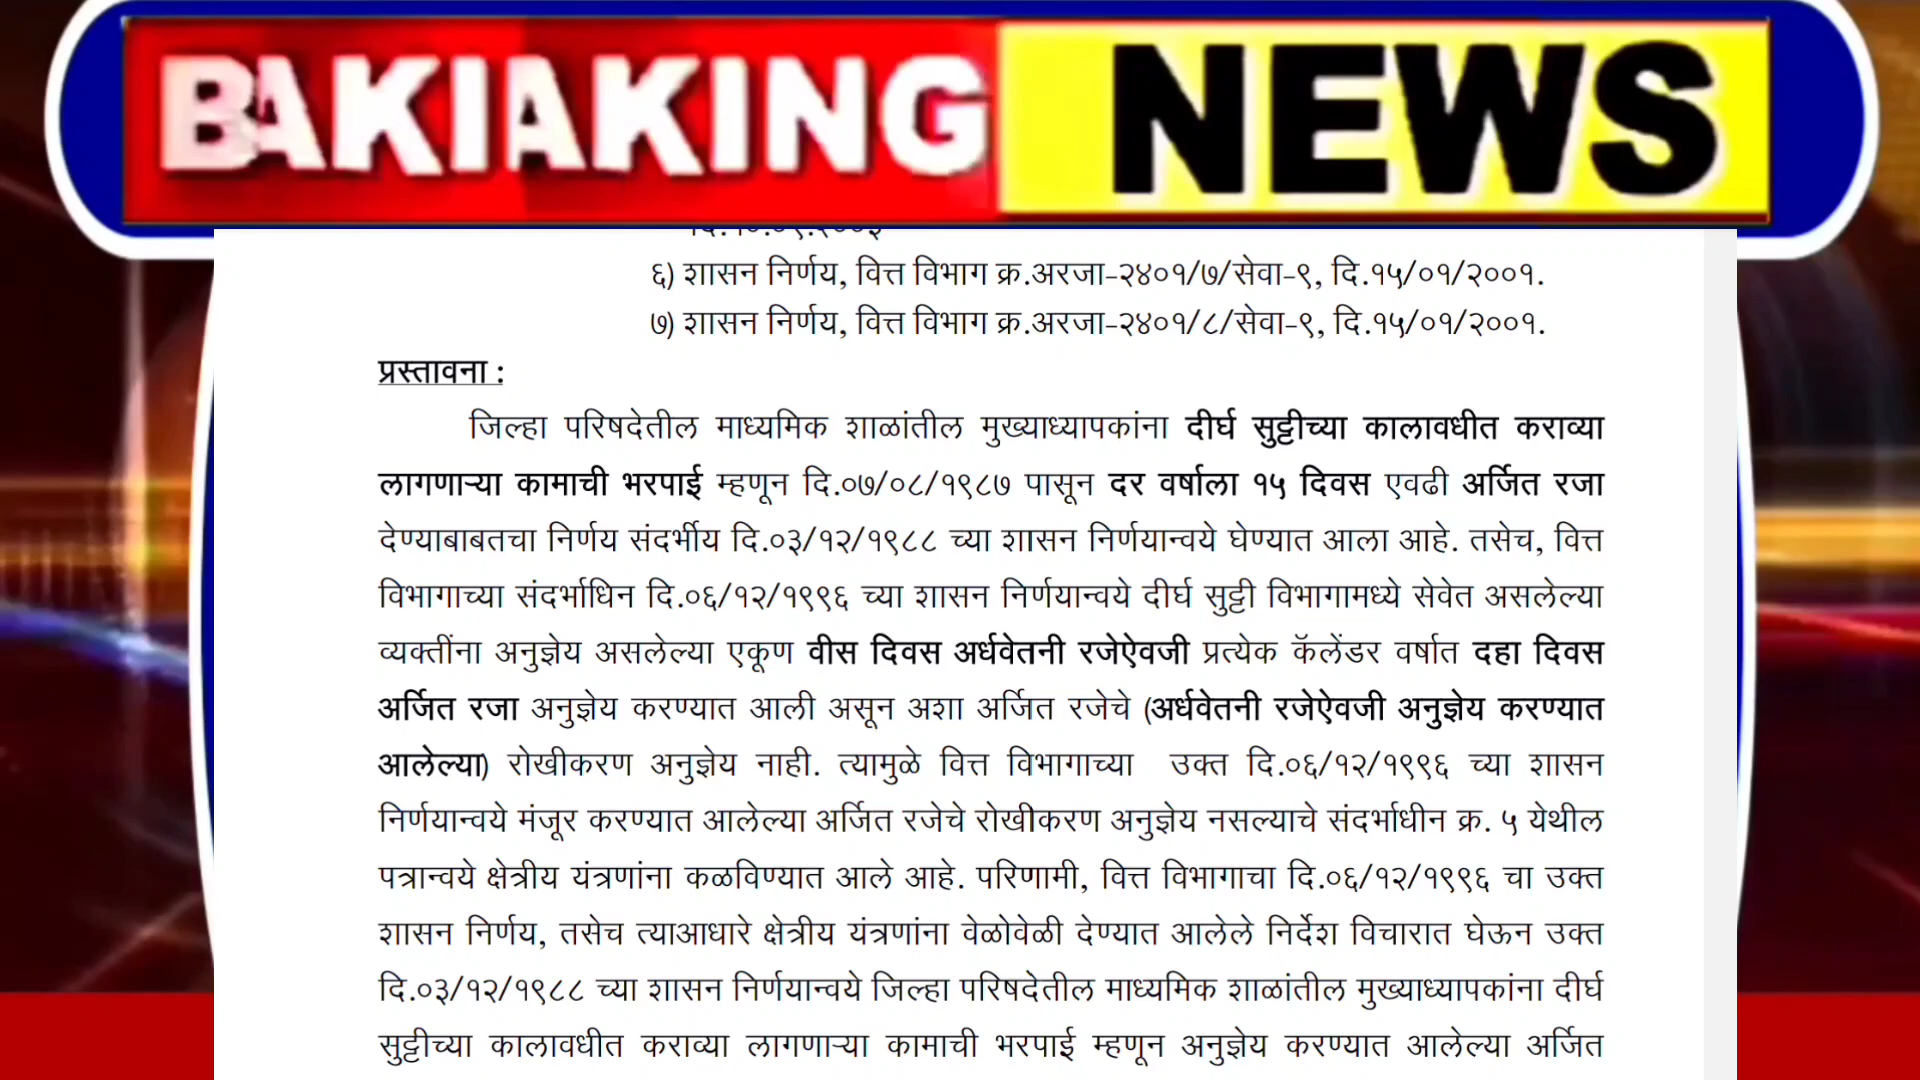 BAKIAKING NEWS
६) शासन निर्णय, वित्त विभाग क्र.अरजा-२४०१/७/सेवा-९, दि.१५/०१/२००१.
७) शासन निर्णय, वित्त विभाग क्र.अरजा-२४०१/८/सेवा-९, दि.१५/०१/२००१.
प्रस्तावना :
जिल्हा परिषदेतील माध्यमिक शाळांतील मुख्याध्यापकांना दीर्घ सुट्टीच्या कालावधीत कराव्या
लागणाऱ्या कामाची भरपाई म्हणून दि.०७/०८/१९८७ पासून दर वर्षाला १५ दिवस एवढी अर्जित रजा
देण्याबाबतचा निर्णय संदर्भीय दि.०३/१२/१९८८ च्या शासन निर्णयान्वये घेण्यात आला आहे. तसेच, वित्त
विभागाच्या संदर्भाधिन दि.०६/१२/१९९६ च्या शासन निर्णयान्वये दीर्घ सुट्टी विभागामध्ये सेवेत असलेल्या
व्यक्तींना अनुज्ञेय असलेल्या एकूण वीस दिवस अर्धवेतनी रजेऐवजी प्रत्येक कॅलेंडर वर्षात दहा दिवस
अर्जित रजा अनुज्ञेय करण्यात आली असून अशा अर्जित रजेचे (अर्धवेतनी रजेऐवजी अनुज्ञेय करण्यात
आलेल्या) रोखीकरण अनुज्ञेय नाही. त्यामुळे वित्त विभागाच्या उक्त दि.०६/१२/१९९६ च्या शासन
निर्णयान्वये मंजूर करण्यात आलेल्या अर्जित रजेचे रोखीकरण अनुज्ञेय नसल्याचे संदर्भाधीन क्र. ५ येथील
पत्रान्वये क्षेत्रीय यंत्रणांना कळविण्यात आले आहे. परिणामी, वित्त विभागाचा दि.०६/१२/१९९६ चा उक्त
शासन निर्णय, तसेच त्याआधारे क्षेत्रीय यंत्रणांना वेळोवेळी देण्यात आलेले निर्देश विचारात घेऊन उक्त
दि.०३/१२/१९८८ च्या शासन निर्णयान्वये जिल्हा परिषदेतील माध्यमिक शाळांतील मुख्याध्यापकांना दीर्घ
सुट्टीच्या कालावधीत कराव्या लागणाऱ्या कामाची भरपाई म्हणून अनुज्ञेय करण्यात आलेल्या अर्जित